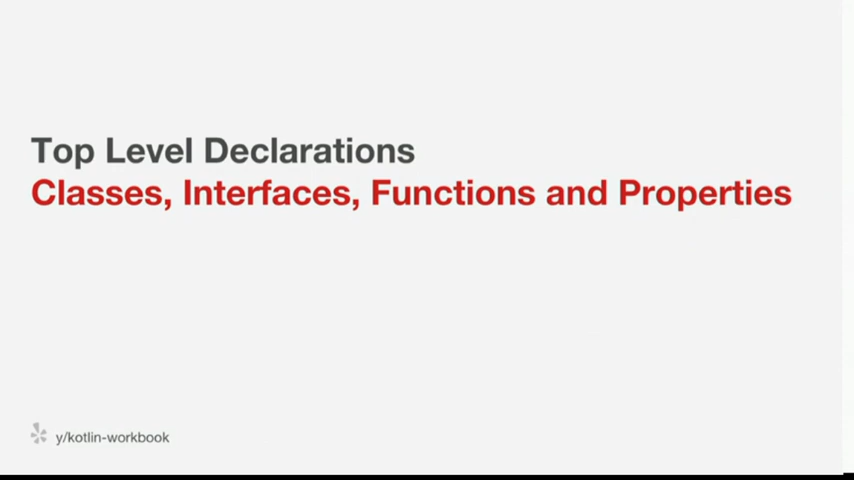 Top Level Declarations
Classes, Interfaces, Functions and Properties
y/kotlin-workbook